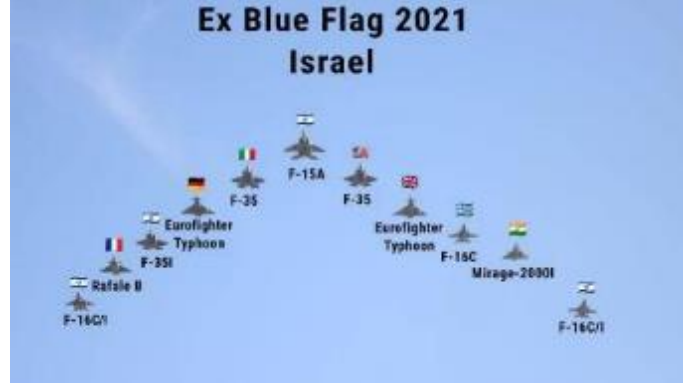 Ex Blue Flag 2021
Israel
F-15A
F-35
F-35
Eurofighter
Typhoon
Eurofighter
Typhoon
F-35I
F-16C
Rafale B
Mirage-2000I
F-16C/I
F-16C/I